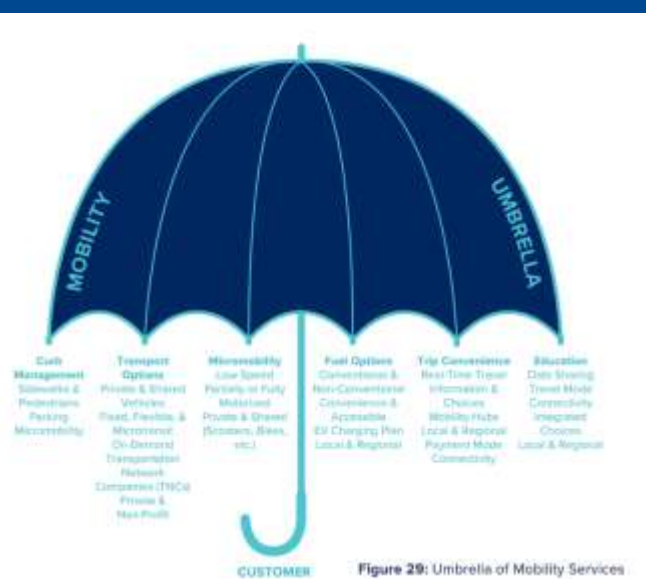 MOBILITY
UMBRELLA
Curb
Management
Sidewalks &
Pedestrians
Parking
Micromobility
Transport
Options
Private & Shared
Vehicles
Fixed, Flexible, &
Microtransit
On-Demand
Transportation
Network
Companies (TNCs)
Private &
Non-Profit
Micromobility
Low Speed
Partially or Fully
Motorized
Private & Shared
(Scooters, Bikes,
etc.)
Fuel Options
Conventional &
Non-Conventional
Convenience &
Accessible
EV Charging Plan
Local & Regional
Trip Convenience
Real-Time Travel
Information &
Choices
Mobility Hubs
Local & Regional
Payment Mode
Connectivity
Education
Data Sharing
Travel Mode
Connectivity
Integrated
Choices
Local & Regional
CUSTOMER
Figure 29: Umbrella of Mobility Services